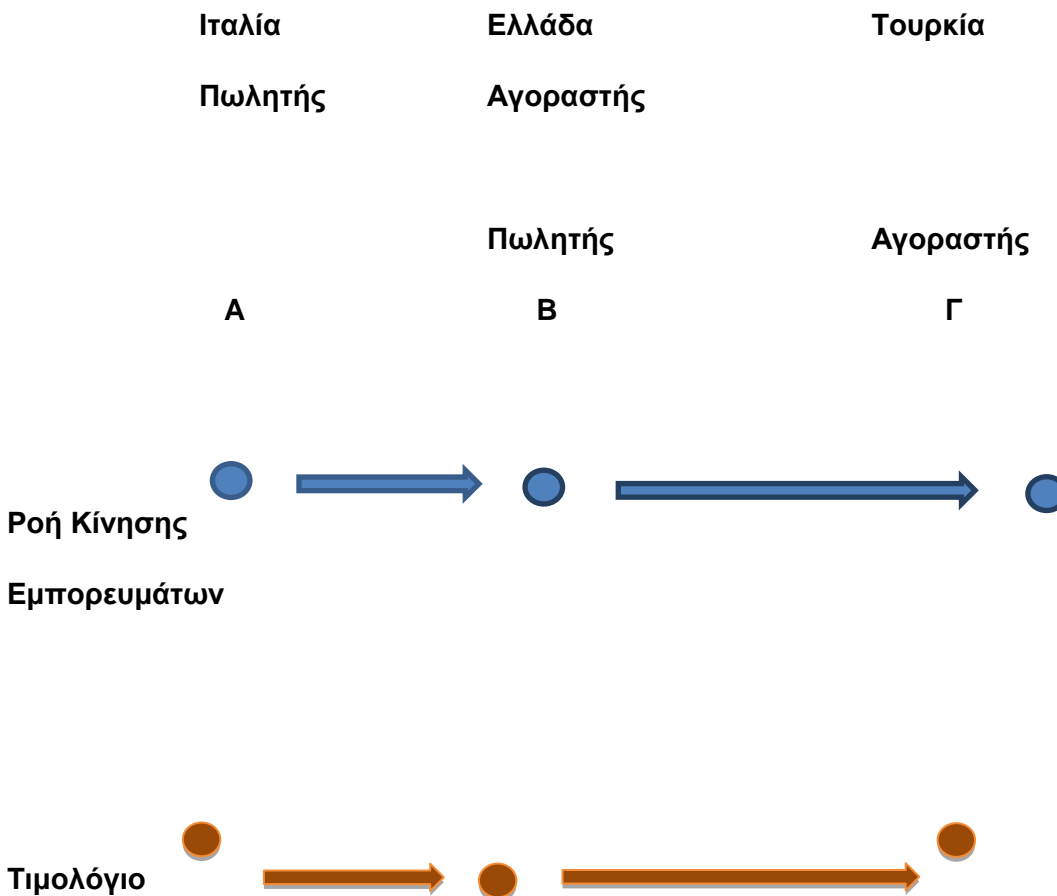 Ιταλία Ελλάδα Τουρκία
Πωλητής Αγοραστής
Πωλητής Αγοραστής
Α Β Γ
Ροή Κίνησης
Εμπορευμάτων
Τιμολόγιο